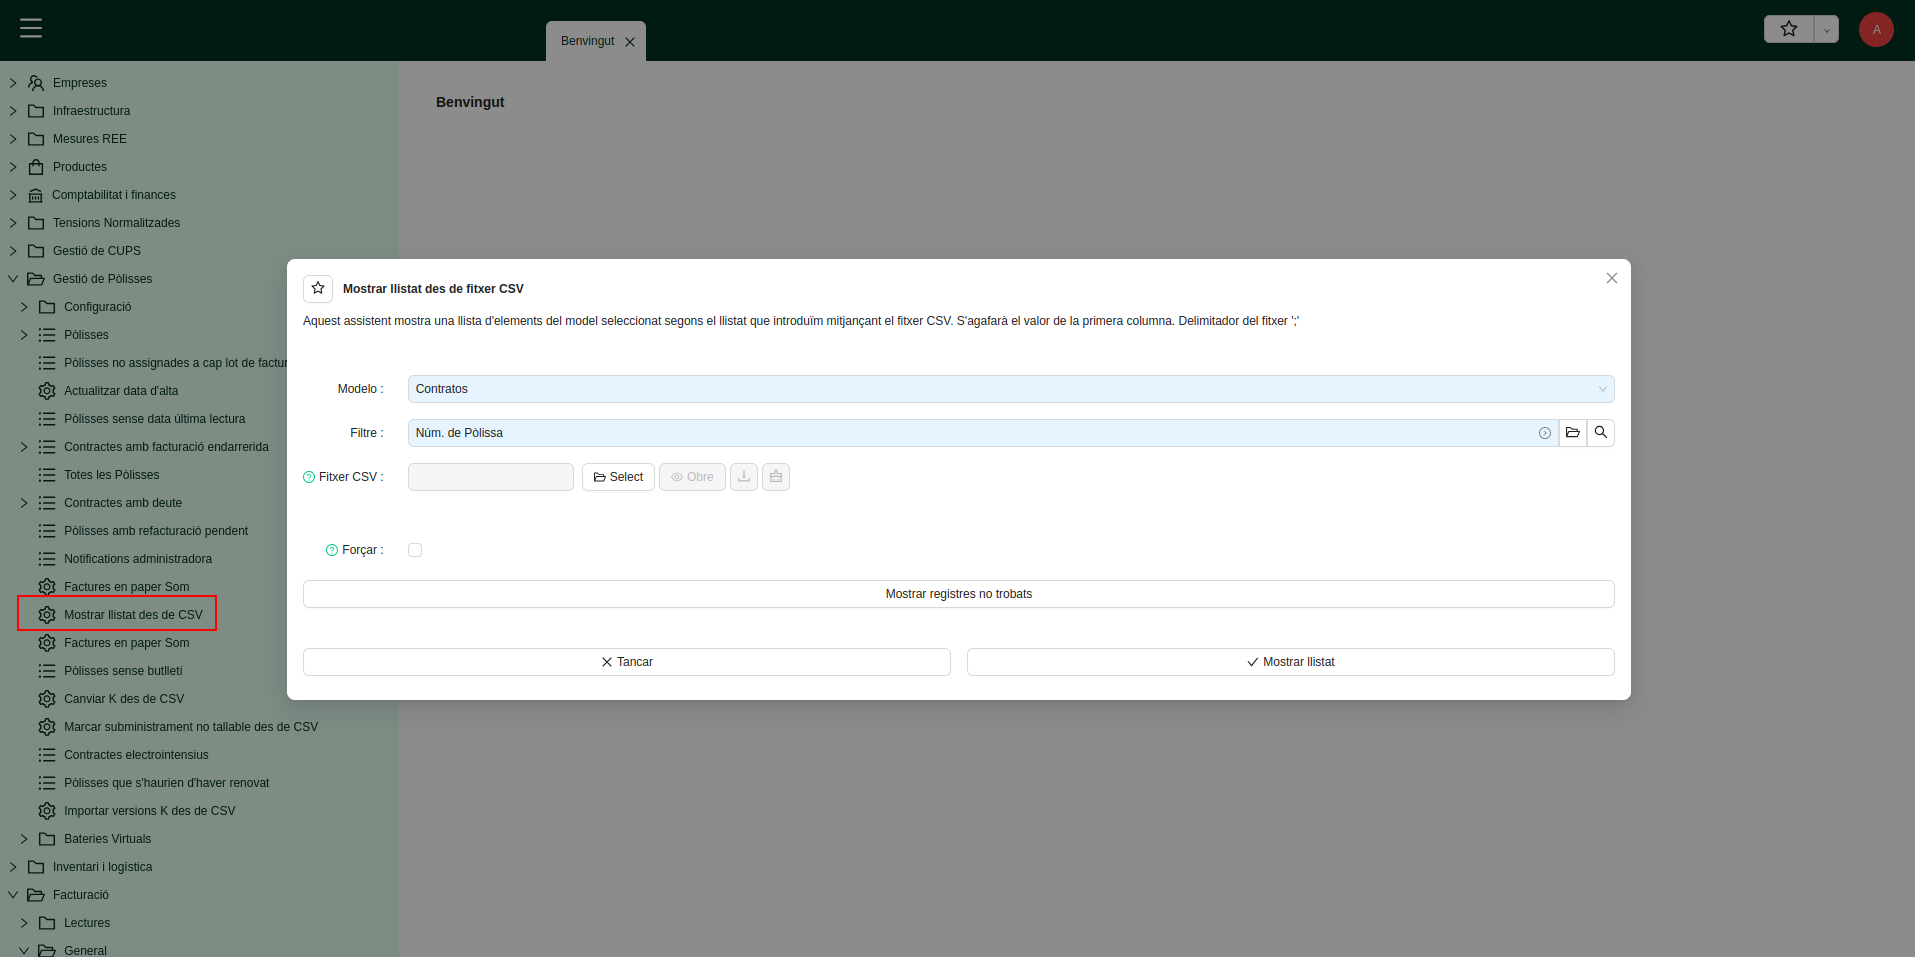 Benvingut
A
Empreses
Infraestructura
Mesures REE
Productes
Comptabilitat i finances
Tensions Normalitzades
Gestió de CUPS
Gestió de Pòlisses
Configuració
Pòlisses
Pòlisses no assignades a cap lot de factur
Actualitzar data d'alta
Pòlisses sense data última lectura
Contractes amb facturació endarrerida
Totes les Pòlisses
Contractes amb deute
Pòlisses amb refacturació pendent
Notifications administradora
Factures en paper Som
Mostrar llistat des de CSV
Factures en paper Som
Pòlisses sense butlletí
Canviar K des de CSV
Marcar subministrament no tallable des de CSV
Contractes electrointensius
Pòlisses que s'haurien d'haver renovat
Importar versions K des de CSV
Bateries Virtuals
Inventari i logística
Facturació
Lectures
General
Benvingut
Mostrar llistat des de fitxer CSV
Aquest assistent mostra una llista d'elements del model seleccionat segons el llistat que introduïm mitjançant el fitxer CSV. S'agafarà el valor de la primera columna. Delimitador del fitxer ';'
Modelo : Contratos
Filtre : Núm. de Pòlissa
Fitxer CSV : Select Obre
Forçar :
Mostrar registres no trobats
Tancar Mostrar llistat